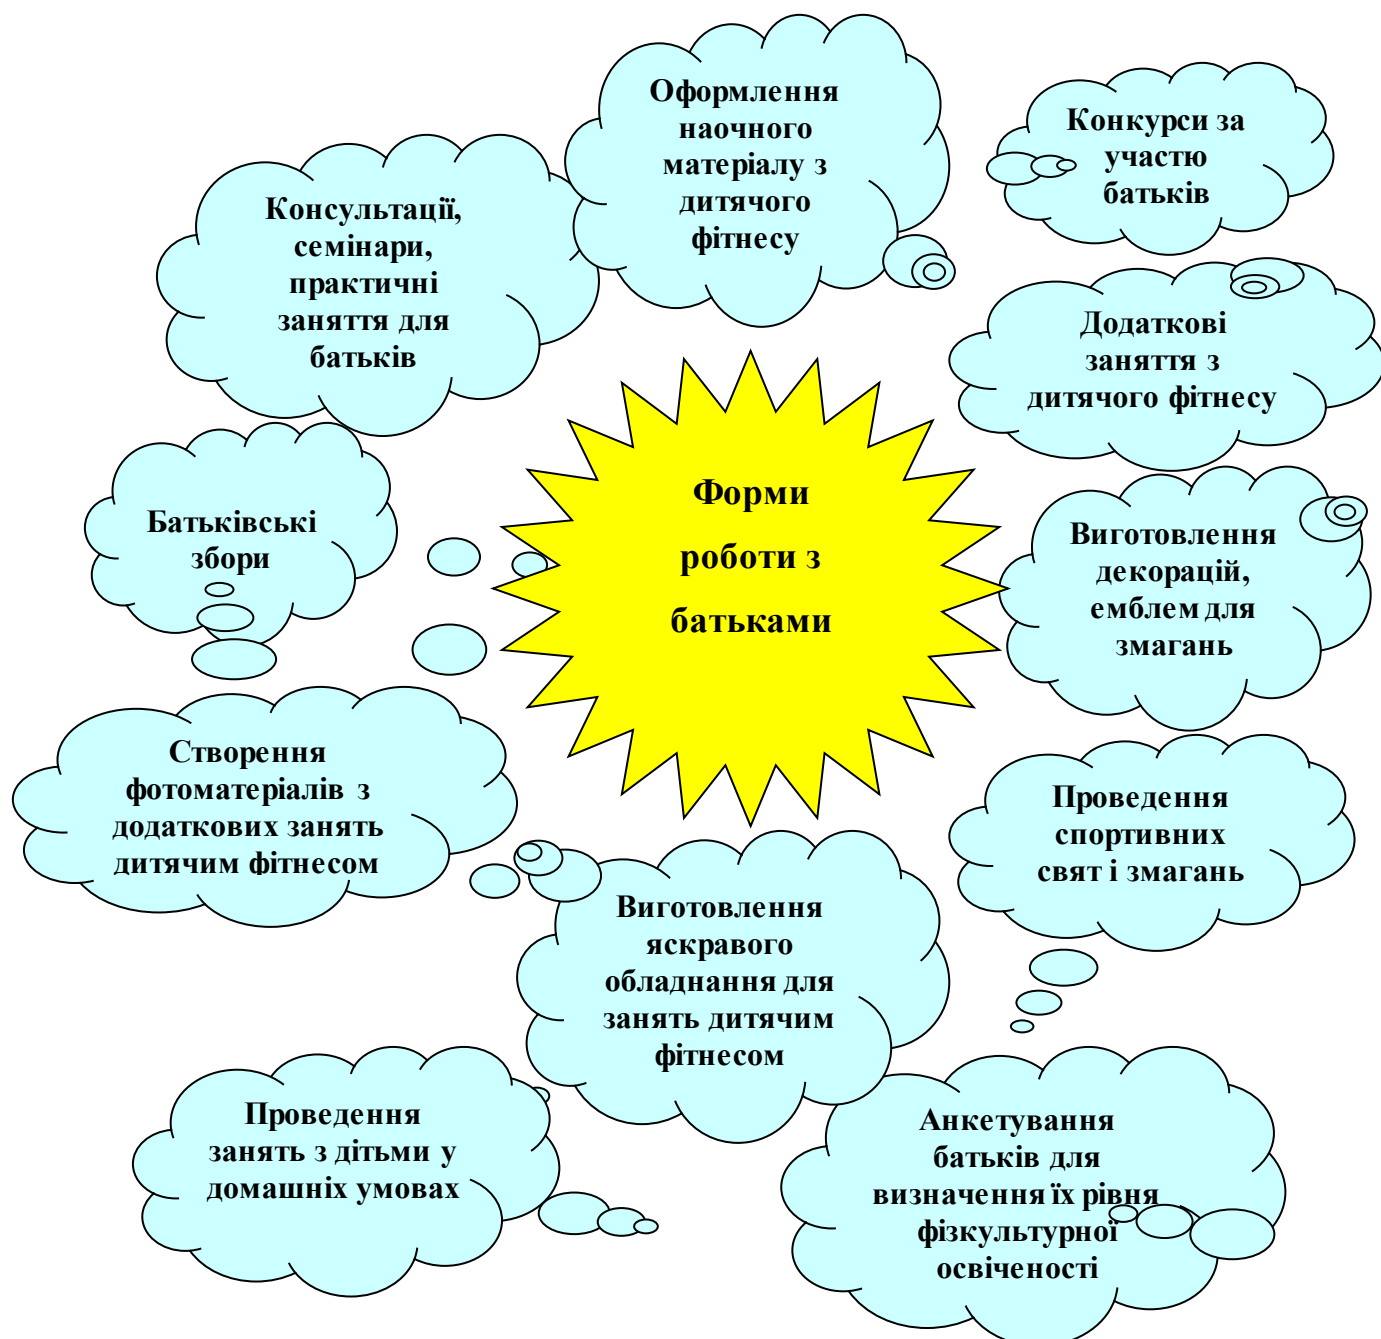 Оформлення
наочного
матеріалу з
дитячого
фітнесу
Конкурси за
участю
батьків
Консультації,
семінари,
практичні
заняття для
батьків
Додаткові
заняття з
дитячого фітнесу
Форми
роботи з
батьками
Батьківські
збори
Виготовлення
декорацій,
емблем для
змагань
Створення
фотоматеріалів з
додаткових занять
дитячим фітнесом
Проведення
спортивних
свят і змагань
Виготовлення
яскравого
обладнання для
занять дитячим
фітнесом
Проведення
занять з дітьми у
домашніх умовах
Анкетування
батьків для
визначення їх рівня
фізкультурної
освіченості